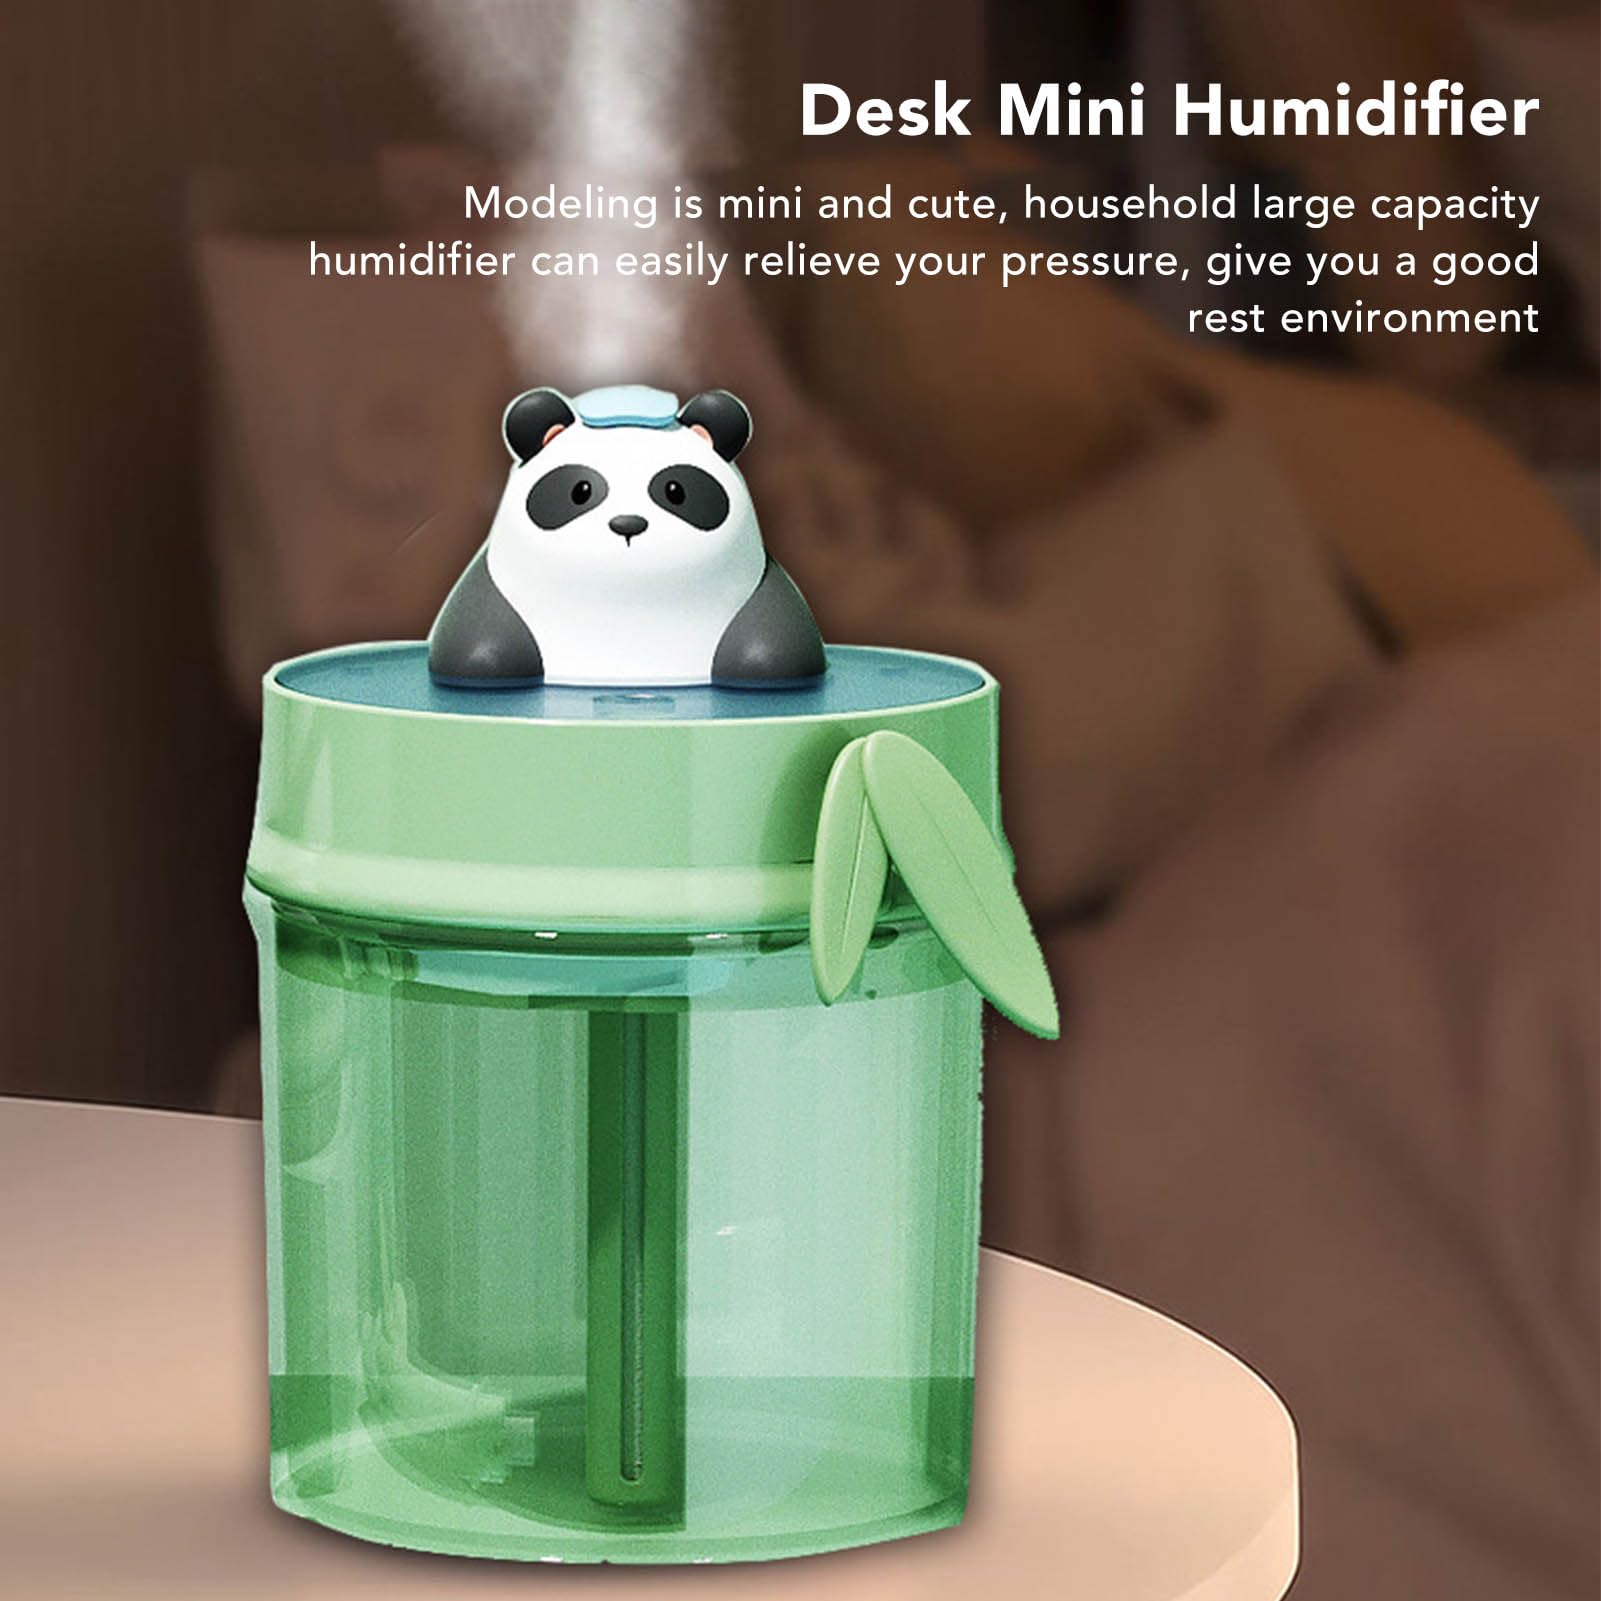 Desk Mini Humidifier
Modeling is mini and cute, household large capacity
humidifier can easily relieve your pressure, give you a good
rest environment